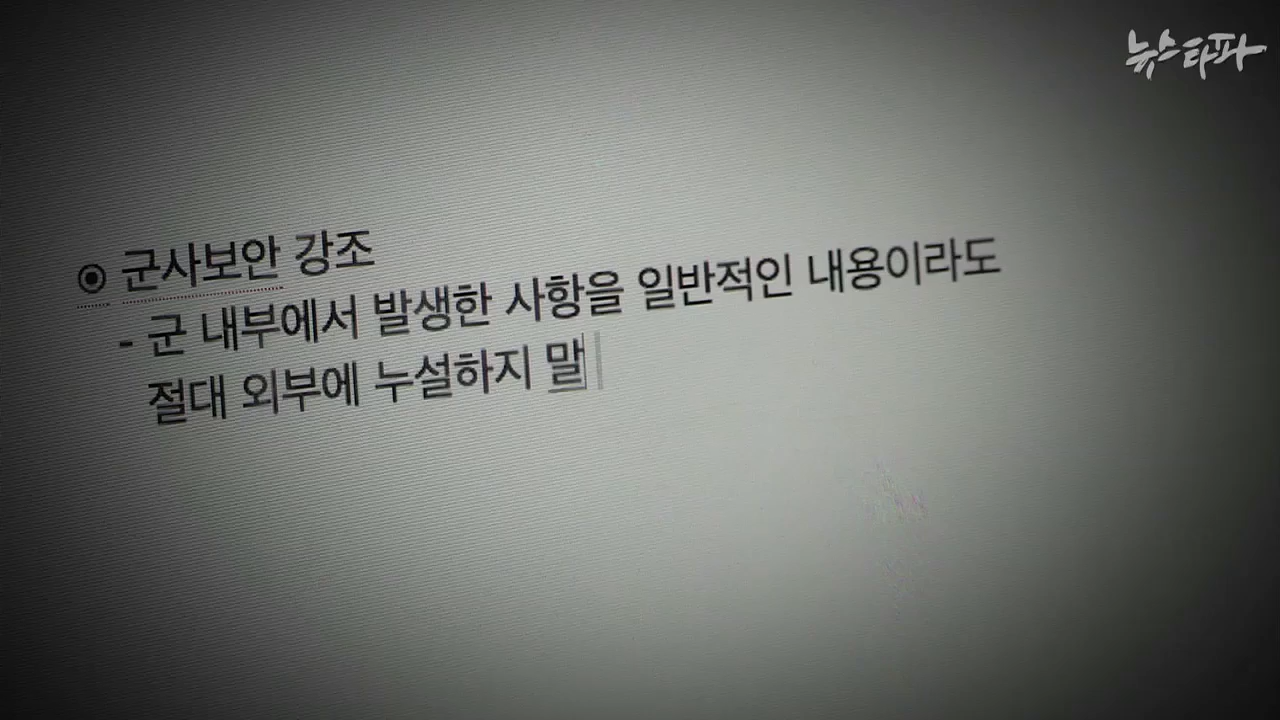 뉴스타파
◉ 군사보안 강조
- 군 내부에서 발생한 사항을 일반적인 내용이라도
절대 외부에 누설하지 말